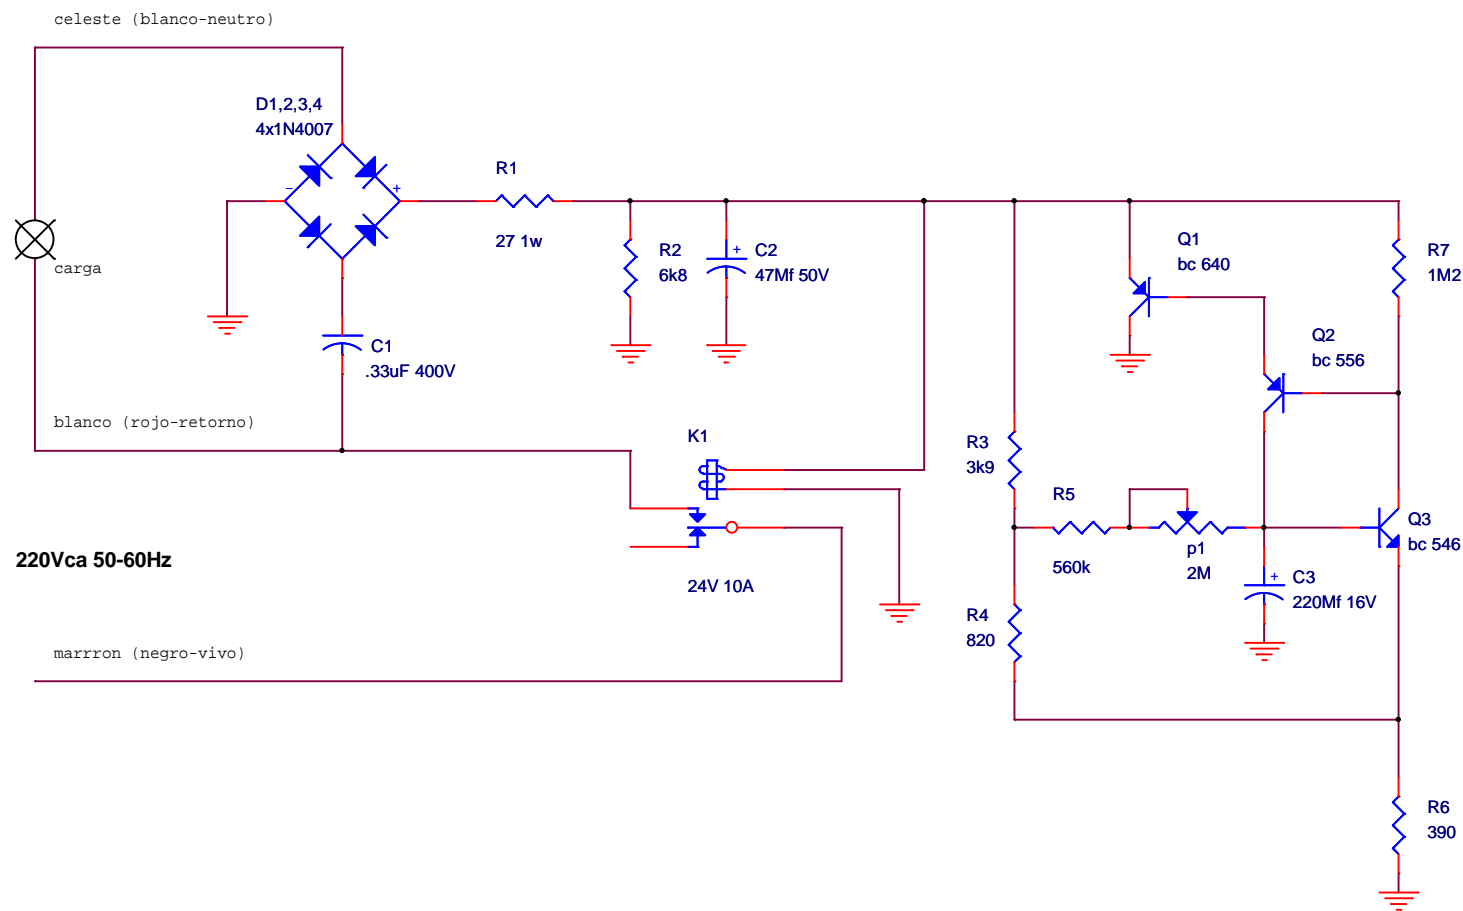 celeste (blanco-neutro)
D1,2,3,4
4x1N4007
-
+
R1
27 1w
carga
R2
6k8
+
C2
47Mf 50V
Q1
bc 640
R7
1M2
C1
.33uF 400V
Q2
bc 556
blanco (rojo-retorno)
K1
24V 10A
R3
3k9
R5
560k
p1
2M
Q3
bc 546
220Vca 50-60Hz
+
C3
220Mf 16V
R4
820
marrron (negro-vivo)
R6
390